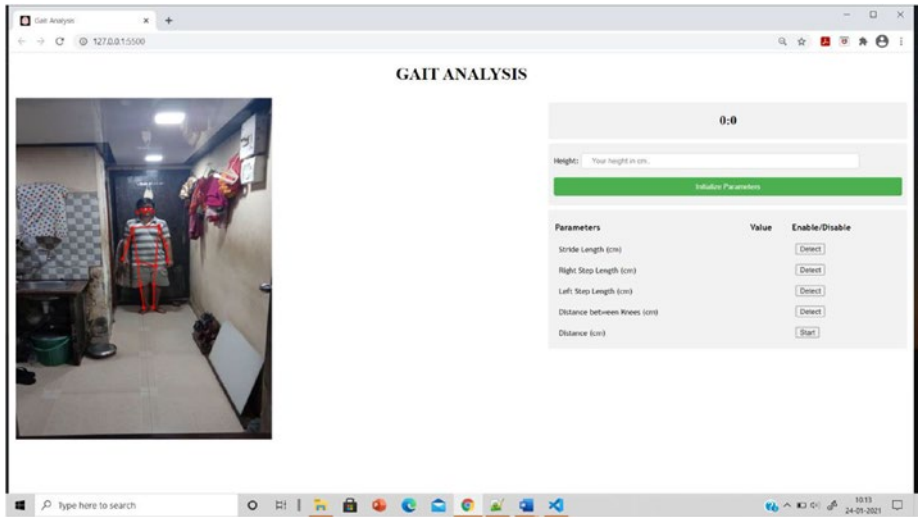 Gait Analysis
127.0.0.1:5500
GAIT ANALYSIS
0:0
Height: Your height in cm..
Initialize Parameters
Parameters Value Enable/Disable
Stride Length (cm) Detect
Right Step Length (cm) Detect
Left Step Length (cm) Detect
Distance between Knees (cm) Detect
Distance (cm) Start
Type here to search
10:13
24-01-2021